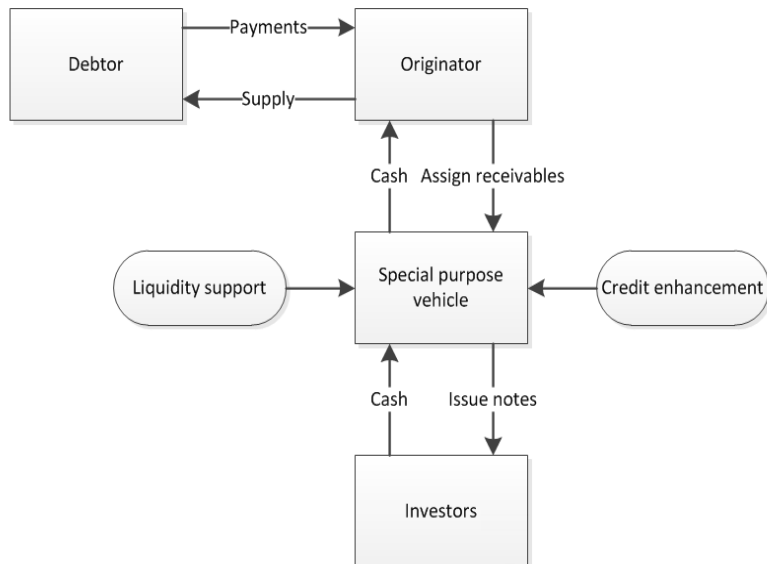 Payments
Debtor
Originator
Supply
Cash
Assign receivables
Liquidity support
Special purpose
vehicle
Credit enhancement
Cash
Issue notes
Investors